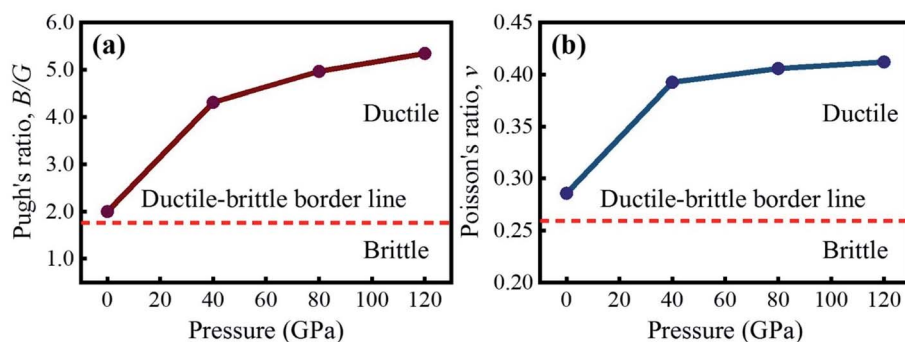 (a)
Pugh's ratio, B/G
6.0
5.0
4.0
3.0
2.0
1.0
Ductile
Ductile-brittle border line
Brittle
0 20 40 60 80 100 120
Pressure (GPa)
(b)
Poisson's ratio, ν
0.45
0.40
0.35
0.30
0.25
0.20
Ductile
Ductile-brittle border line
Brittle
0 20 40 60 80 100 120
Pressure (GPa)